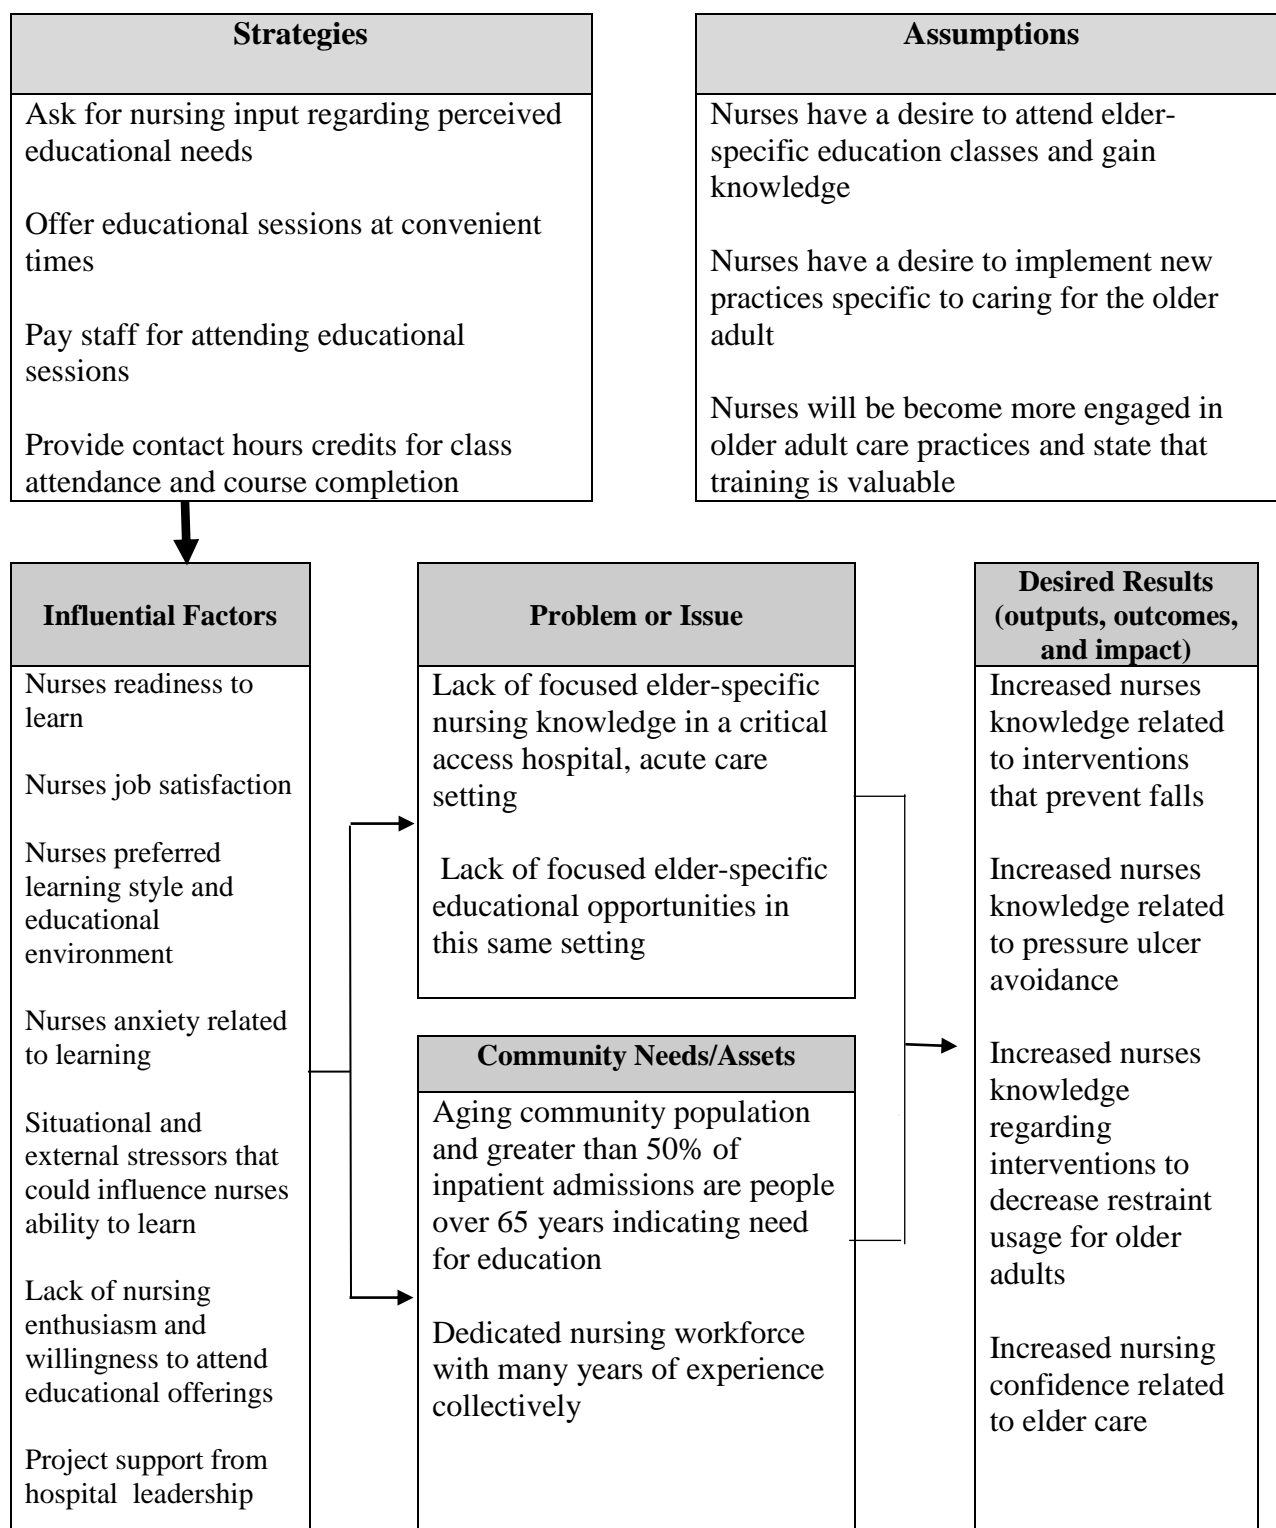 Strategies
Ask for nursing input regarding perceived
educational needs
Offer educational sessions at convenient
times
Pay staff for attending educational
sessions
Provide contact hours credits for class
attendance and course completion
Assumptions
Nurses have a desire to attend elder-
specific education classes and gain
knowledge
Nurses have a desire to implement new
practices specific to caring for the older
adult
Nurses will be become more engaged in
older adult care practices and state that
training is valuable
Influential Factors
Nurses readiness to
learn
Nurses job satisfaction
Nurses preferred
learning style and
educational
environment
Nurses anxiety related
to learning
Situational and
external stressors that
could influence nurses
ability to learn
Lack of nursing
enthusiasm and
willingness to attend
educational offerings
Project support from
hospital leadership
Problem or Issue
Lack of focused elder-specific
nursing knowledge in a critical
access hospital, acute care
setting
Lack of focused elder-specific
educational opportunities in
this same setting
Community Needs/Assets
Aging community population
and greater than 50% of
inpatient admissions are people
over 65 years indicating need
for education
Dedicated nursing workforce
with many years of experience
collectively
Desired Results
(outputs, outcomes,
and impact)
Increased nurses
knowledge related
to interventions
that prevent falls
Increased nurses
knowledge related
to pressure ulcer
avoidance
Increased nurses
knowledge
regarding
interventions to
decrease restraint
usage for older
adults
Increased nursing
confidence related
to elder care